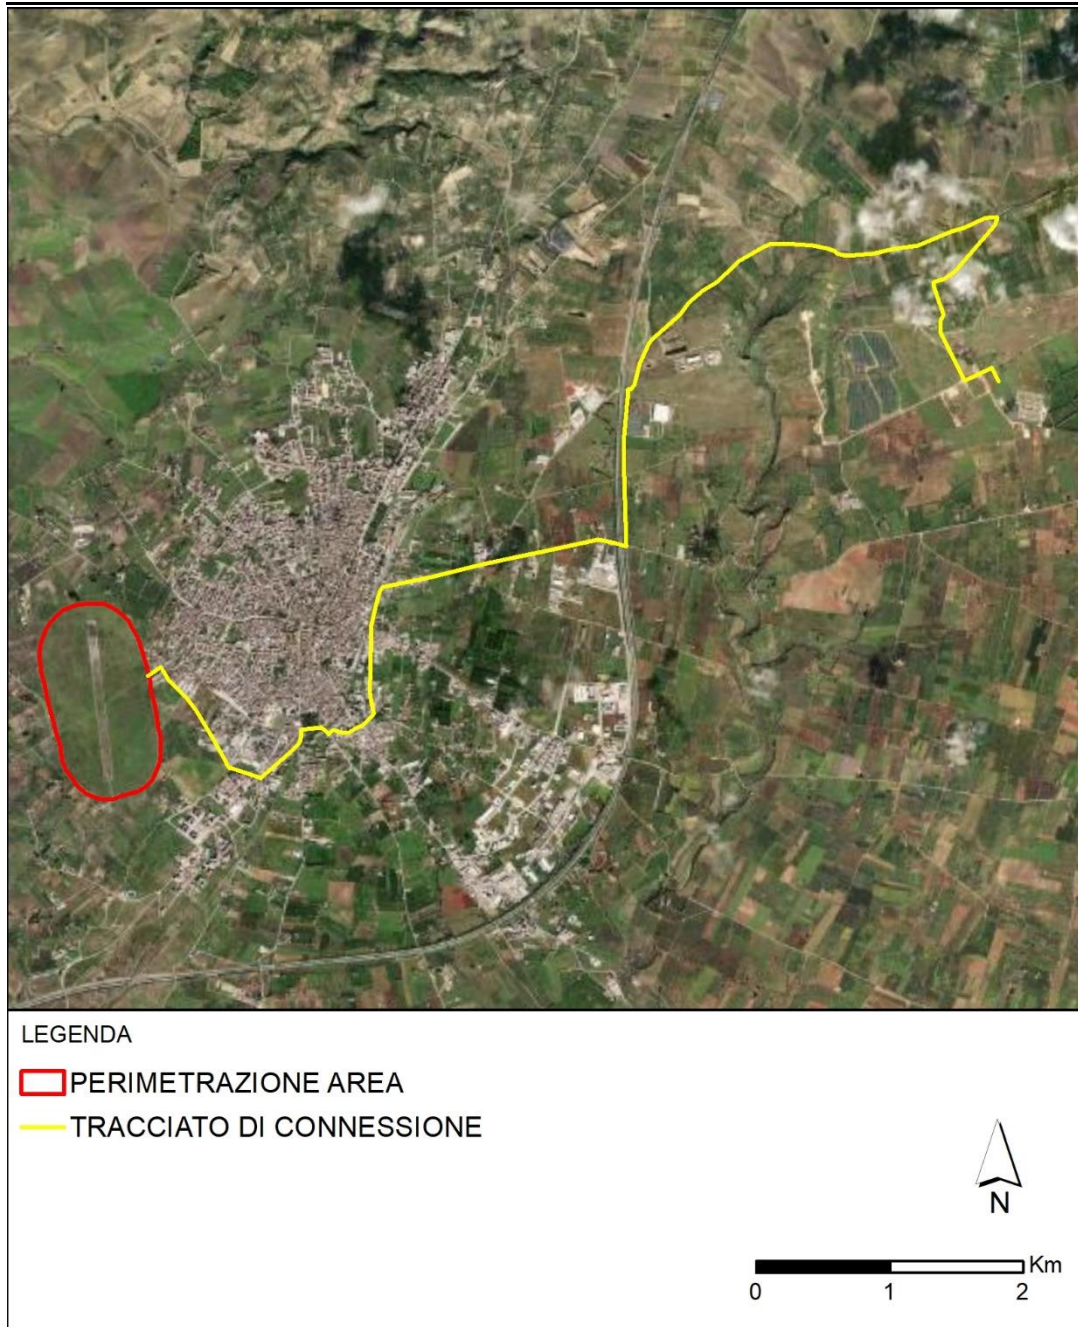 LEGENDA
PERIMETRAZIONE AREA
TRACCIATO DI CONNESSIONE
N
Km
0 1 2